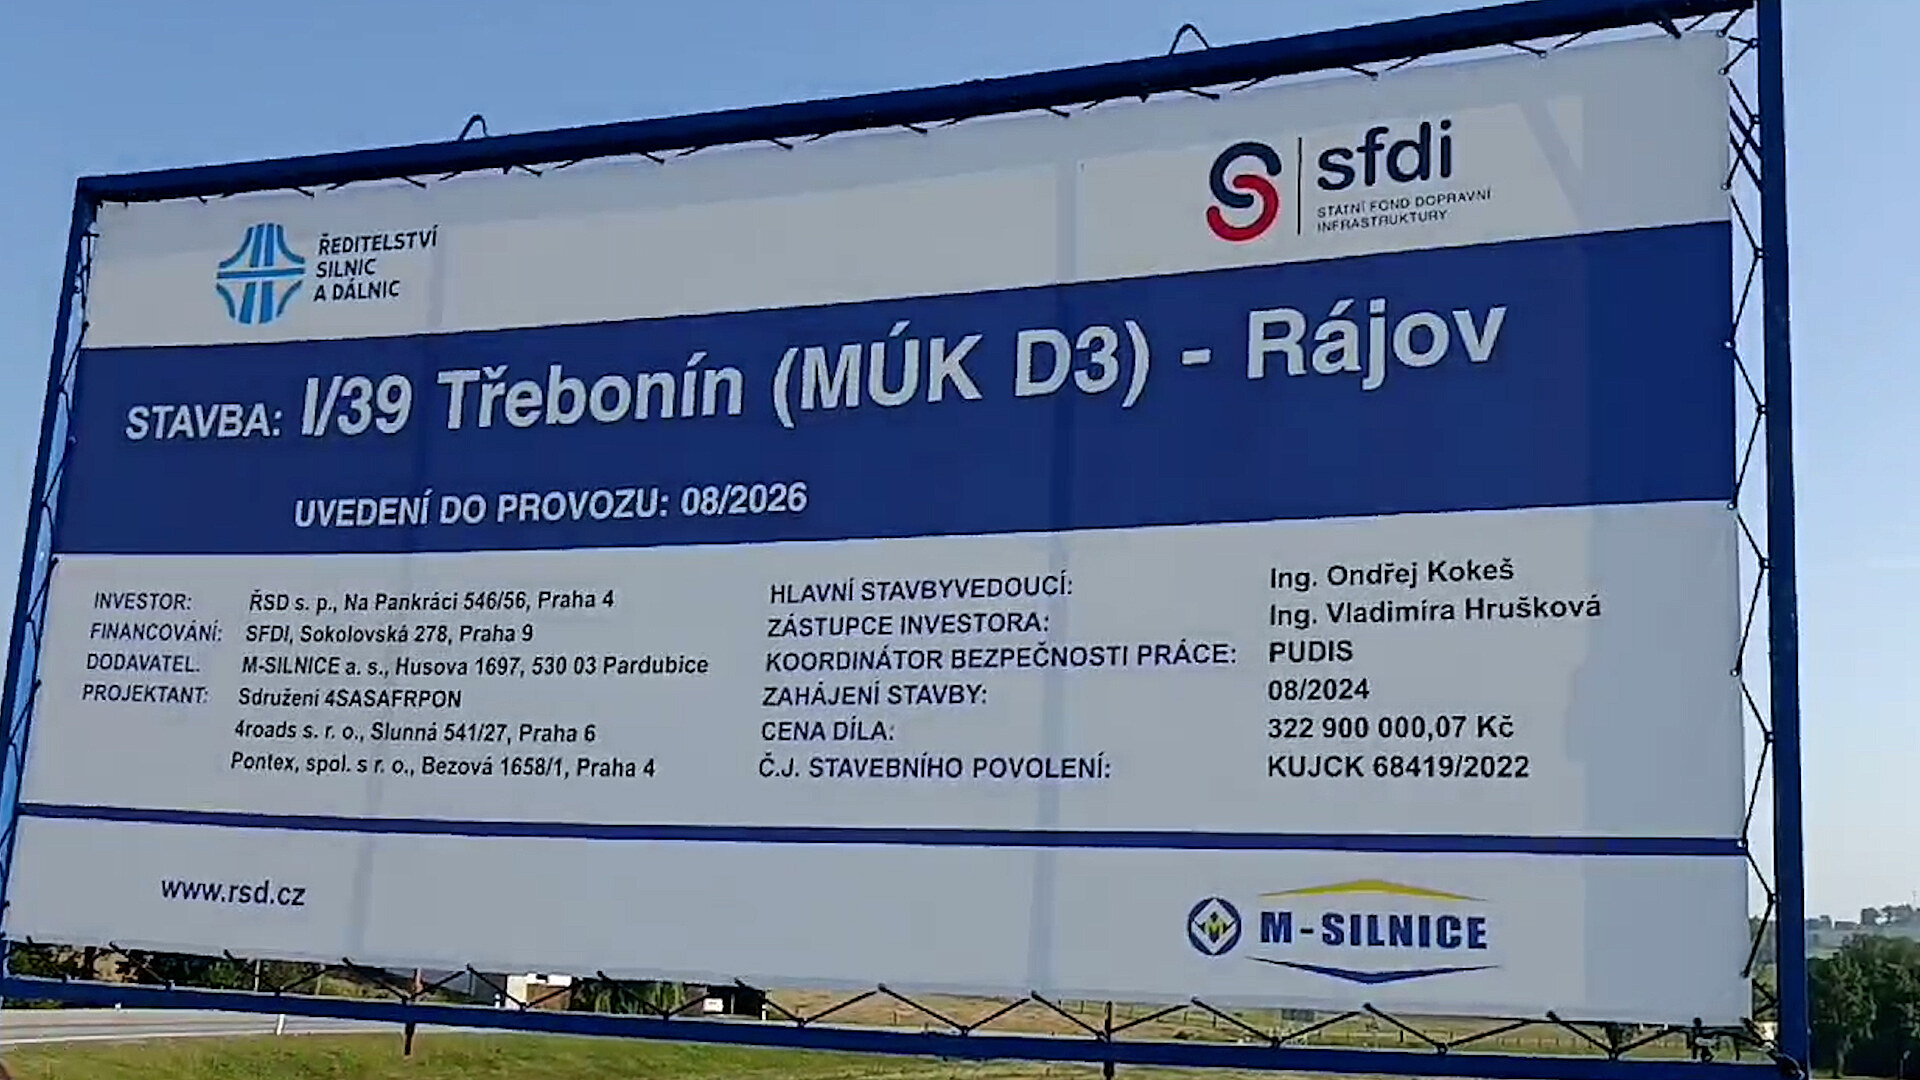 ŘEDITELSTVÍ
SILNIC
A DÁLNIC
sfdi
STÁTNÍ FOND DOPRAVNÍ
INFRASTRUKTURY
STAVBA: I/39 Třebonín (MÚK D3) - Rájov
UVEDENÍ DO PROVOZU: 08/2026
INVESTOR: ŘSD s. p., Na Pankráci 546/56, Praha 4
FINANCOVÁNÍ: SFDI, Sokolovská 278, Praha 9
DODAVATEL: M-SILNICE a. s., Husova 1697, 530 03 Pardubice
PROJEKTANT: Sdružení 4SASAFRPON
4roads s. r. o., Slunná 541/27, Praha 6
Pontex, spol. s r. o., Bezová 1658/1, Praha 4
HLAVNÍ STAVBYVEDOUCÍ: Ing. Ondřej Kokeš
ZÁSTUPCE INVESTORA: Ing. Vladimíra Hrušková
KOORDINÁTOR BEZPEČNOSTI PRÁCE: PUDIS
ZAHÁJENÍ STAVBY: 08/2024
CENA DÍLA: 322 900 000,07 Kč
Č.J. STAVEBNÍHO POVOLENÍ: KUJCK 68419/2022
www.rsd.cz
M-SILNICE